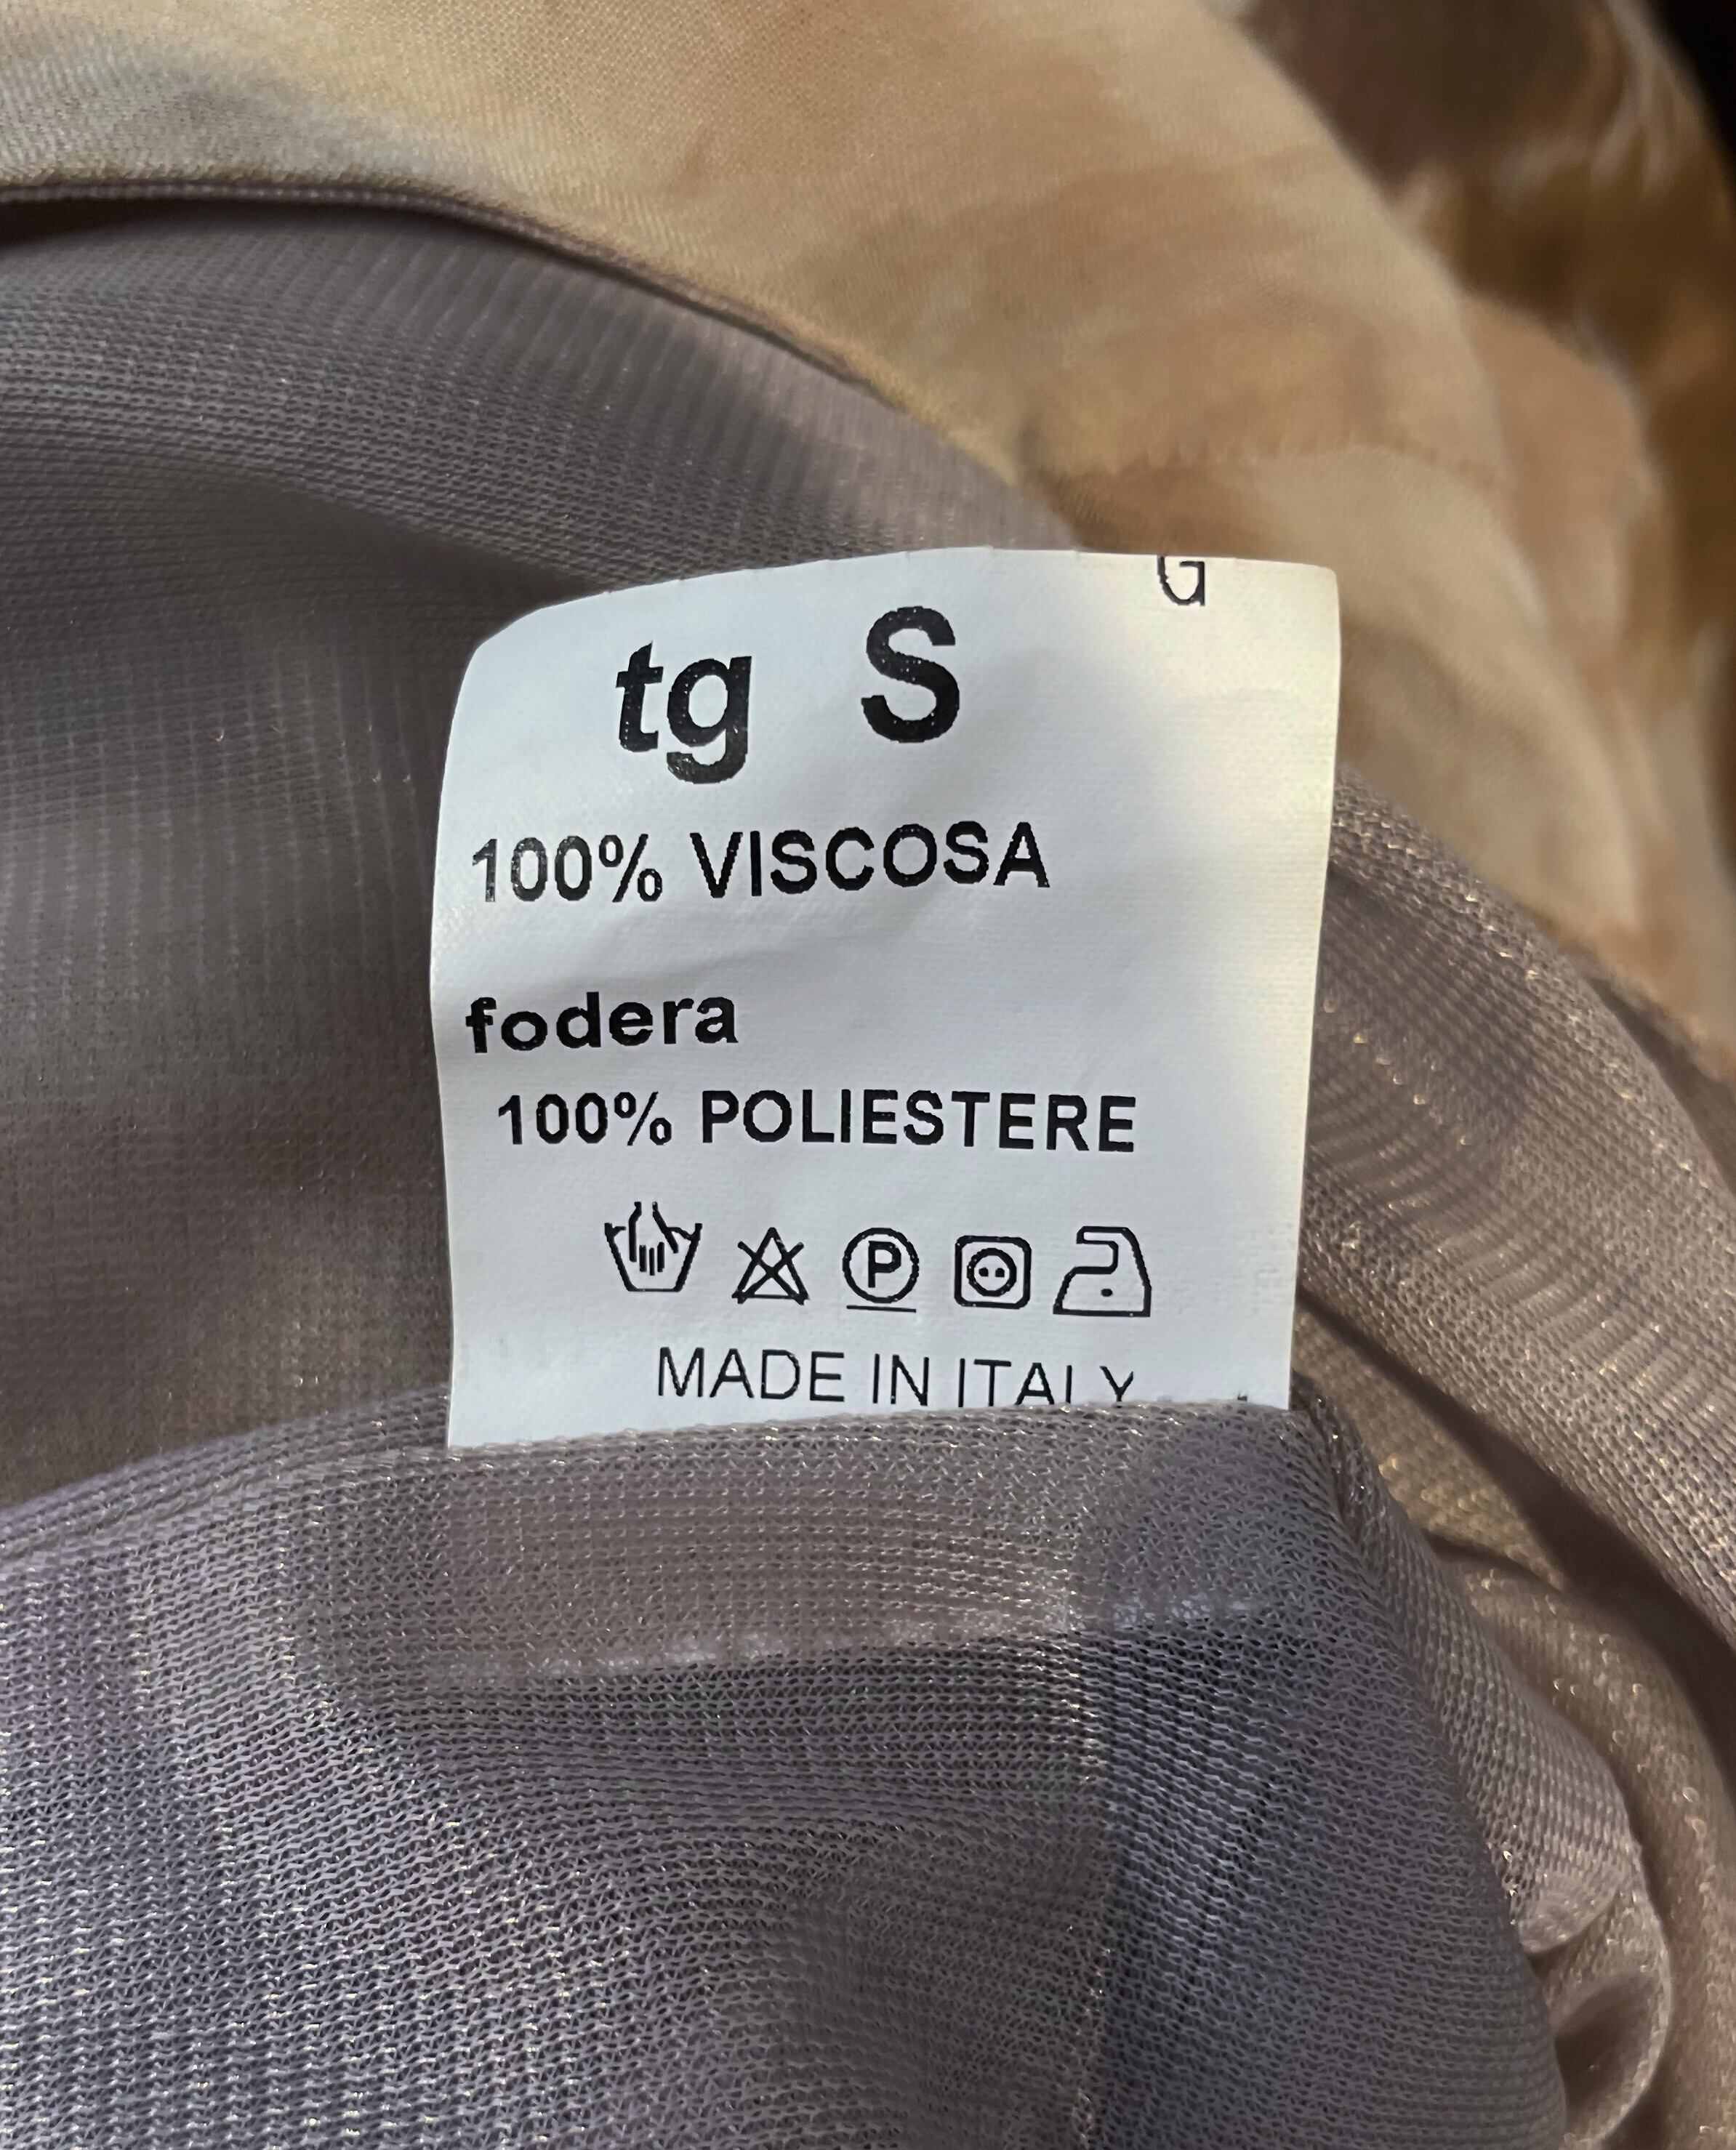 G
tg S
100% VISCOSA
fodera
100% POLIESTERE
P
MADE IN ITALY